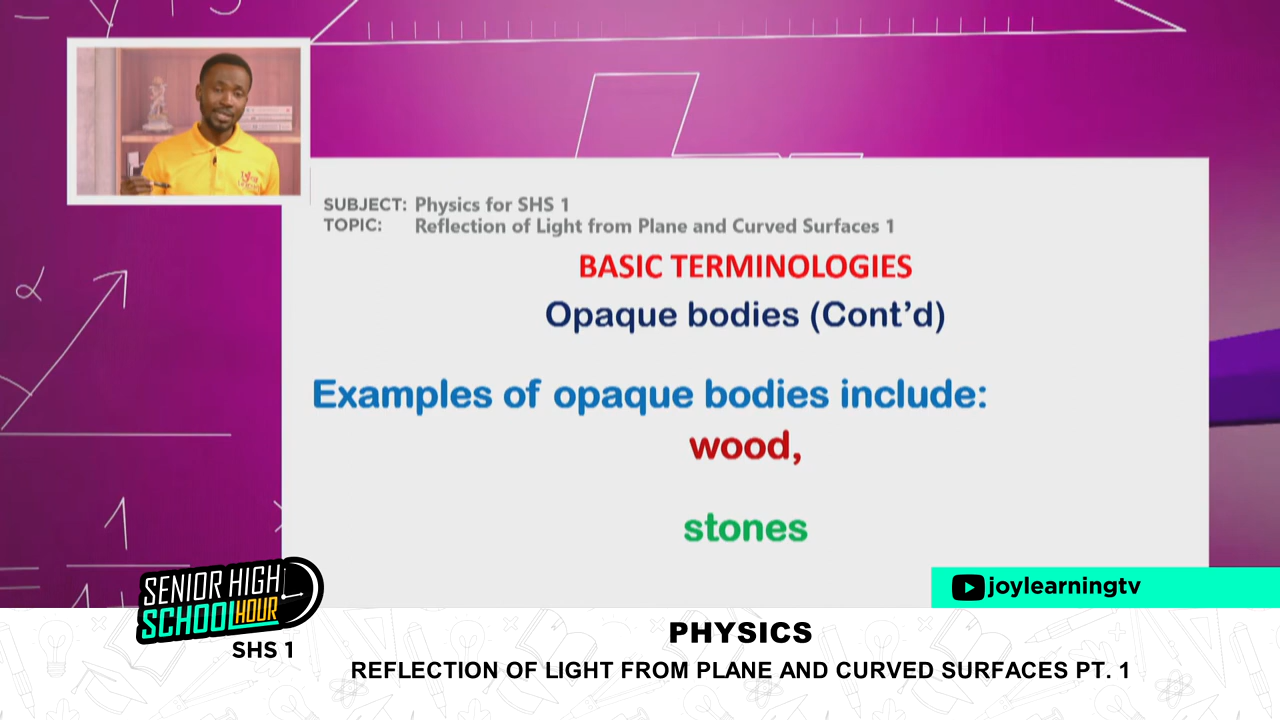 SUBJECT: Physics for SHS 1
TOPIC: Reflection of Light from Plane and Curved Surfaces 1
BASIC TERMINOLOGIES
Opaque bodies (Cont’d)
Examples of opaque bodies include:
wood,
stones
SENIOR HIGH
SCHOOL HOUR
SHS 1
joylearningtv
PHYSICS
REFLECTION OF LIGHT FROM PLANE AND CURVED SURFACES PT. 1